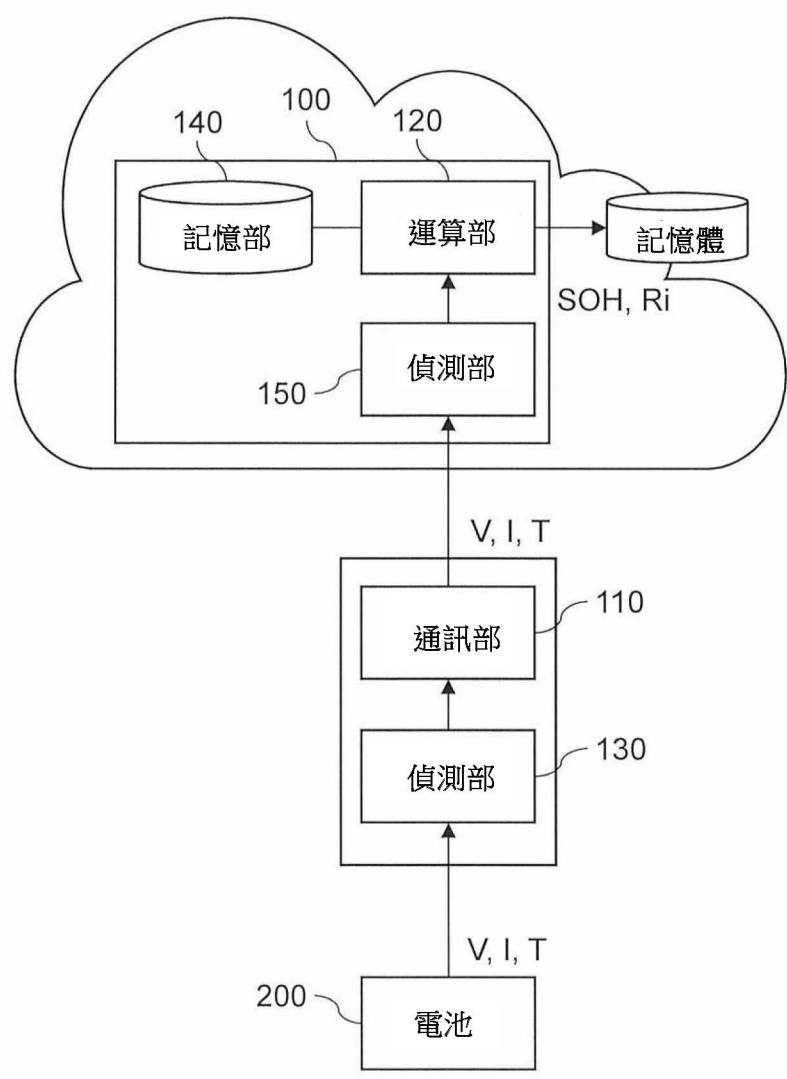 100
140
120
記憶部
運算部
記憶體
SOH, Ri
偵測部
150
V, I, T
通訊部
110
偵測部
130
V, I, T
200
電池